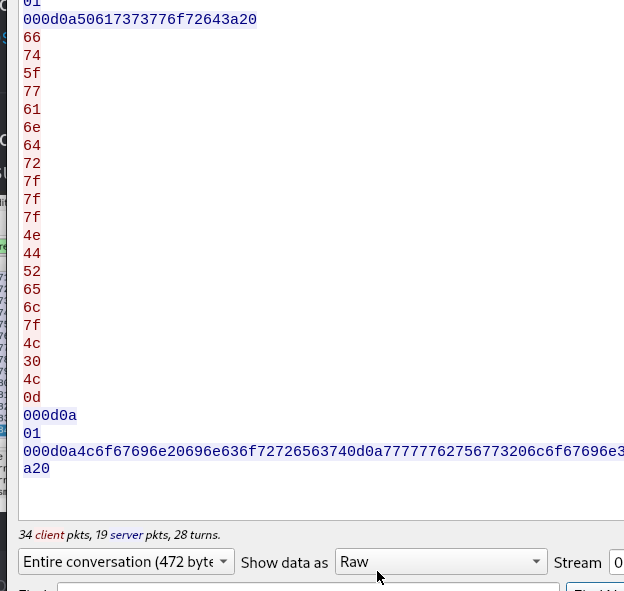 01
000d0a50617373776f72643a20
66
74
5f
77
61
6e
64
72
7f
7f
7f
4e
44
52
65
6c
7f
4c
30
4c
0d
000d0a
01
000d0a4c6f67696e20696e636f72726563740d0a77777762756773206c6f67696e3
a20
34 client pkts, 19 server pkts, 28 turns.
Entire conversation (472 byte
Show data as
Raw
Stream
0